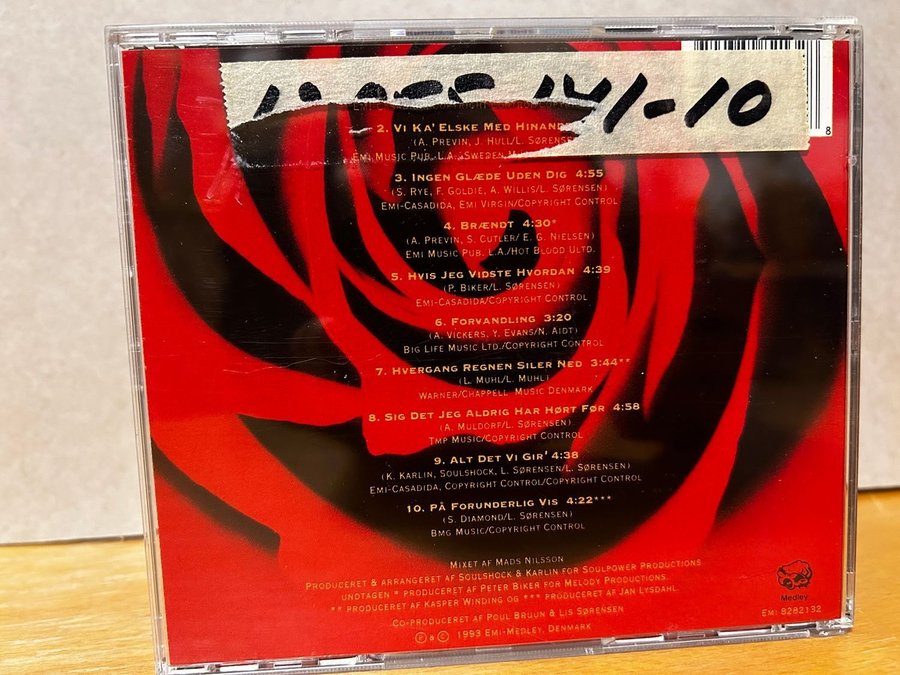 141-10
8
2. Vi Ka' Elske Med Hinand
(A. Previn, J. Hull/L. Sørensen
Emi Music Pub. L.A./Sweden M
3. Ingen Glæde Uden Dig 4:55
(S. Rye, F. Goldie, A. Willis/L. Sørensen)
Emi-Casadida, Emi Virgin/Copyright Control
4. Brændt 4:30*
(A. Previn, S. Cutler/ E. G. Nielsen)
Emi Music Pub. L.A./Hot Blood Ultd.
5. Hvis Jeg Vidste Hvordan 4:39
(P. Biker/L. Sørensen)
Emi-Casadida/Copyright Control
6. Forvandling 3:20
(A. Vickers, Y. Evans/N. Aidt)
Big Life Music Ltd./Copyright Control
7. Hvergang Regnen Siler Ned 3:44**
(L. Muhl/L. Muhl)
Warner/Chappell Music Denmark
8. Sig Det Jeg Aldrig Har Hørt Før 4:58
(A. Muldorf/L. Sørensen)
Tmp Music/Copyright Control
9. Alt Det Vi Gir' 4:38
(K. Karlin, Soulshock, L. Sørensen/L. Sørensen)
Emi-Casadida, Copyright Control/Copyright Control
10. På Forunderlig Vis 4:22***
(S. Diamond/L. Sørensen)
Bmg Music/Copyright Control
Mixet af Mads Nilsson
Produceret & arrangeret af Soulshock & Karlin for Soulpower Productions
undtagen * produceret af Peter Biker for Melody Productions.
** produceret af Kasper Winding og *** produceret af Jan Lysdahl.
Co-produceret af Poul Bruun & Lis Sørensen
Ⓟ & © 1993 Emi-Medley, Denmark
Medley
Emi 8282132